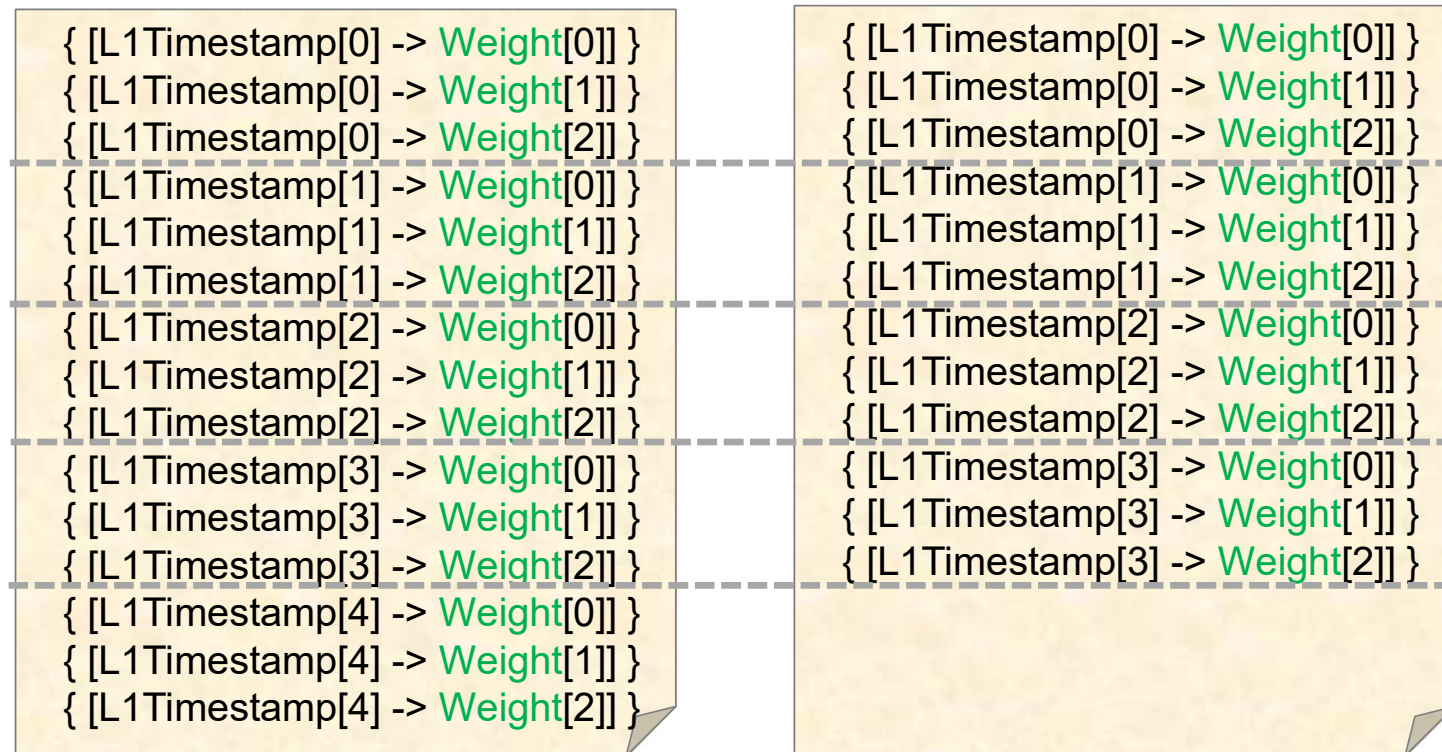 { [L1Timestamp[0] -> Weight[0]] }
{ [L1Timestamp[0] -> Weight[1]] }
{ [L1Timestamp[0] -> Weight[2]] }
{ [L1Timestamp[1] -> Weight[0]] }
{ [L1Timestamp[1] -> Weight[1]] }
{ [L1Timestamp[1] -> Weight[2]] }
{ [L1Timestamp[2] -> Weight[0]] }
{ [L1Timestamp[2] -> Weight[1]] }
{ [L1Timestamp[2] -> Weight[2]] }
{ [L1Timestamp[3] -> Weight[0]] }
{ [L1Timestamp[3] -> Weight[1]] }
{ [L1Timestamp[3] -> Weight[2]] }
{ [L1Timestamp[4] -> Weight[0]] }
{ [L1Timestamp[4] -> Weight[1]] }
{ [L1Timestamp[4] -> Weight[2]] }
{ [L1Timestamp[0] -> Weight[0]] }
{ [L1Timestamp[0] -> Weight[1]] }
{ [L1Timestamp[0] -> Weight[2]] }
{ [L1Timestamp[1] -> Weight[0]] }
{ [L1Timestamp[1] -> Weight[1]] }
{ [L1Timestamp[1] -> Weight[2]] }
{ [L1Timestamp[2] -> Weight[0]] }
{ [L1Timestamp[2] -> Weight[1]] }
{ [L1Timestamp[2] -> Weight[2]] }
{ [L1Timestamp[3] -> Weight[0]] }
{ [L1Timestamp[3] -> Weight[1]] }
{ [L1Timestamp[3] -> Weight[2]] }